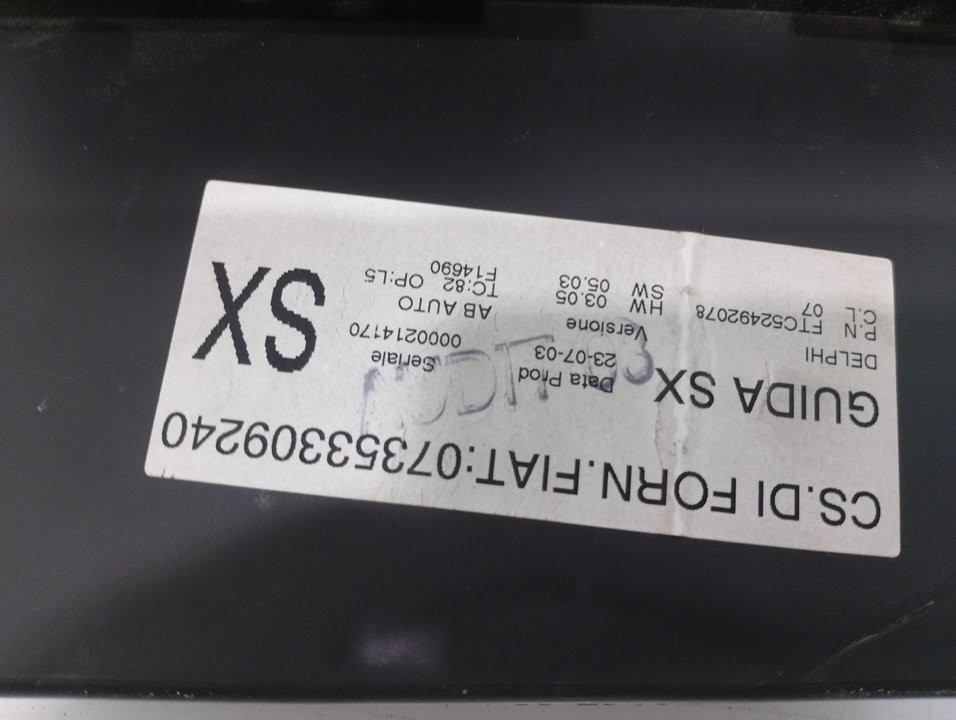 CS.DI FORN.FIAT:07353309240
GUIDA SX
DELPHI
P.N FTC52492078
C.L 07
Data Prod
23-07-03
Versione
HW 03.05
SW 05.03
Seriale
0000214170
AB AUTO
TC:82 OP:L5
F14690
SX